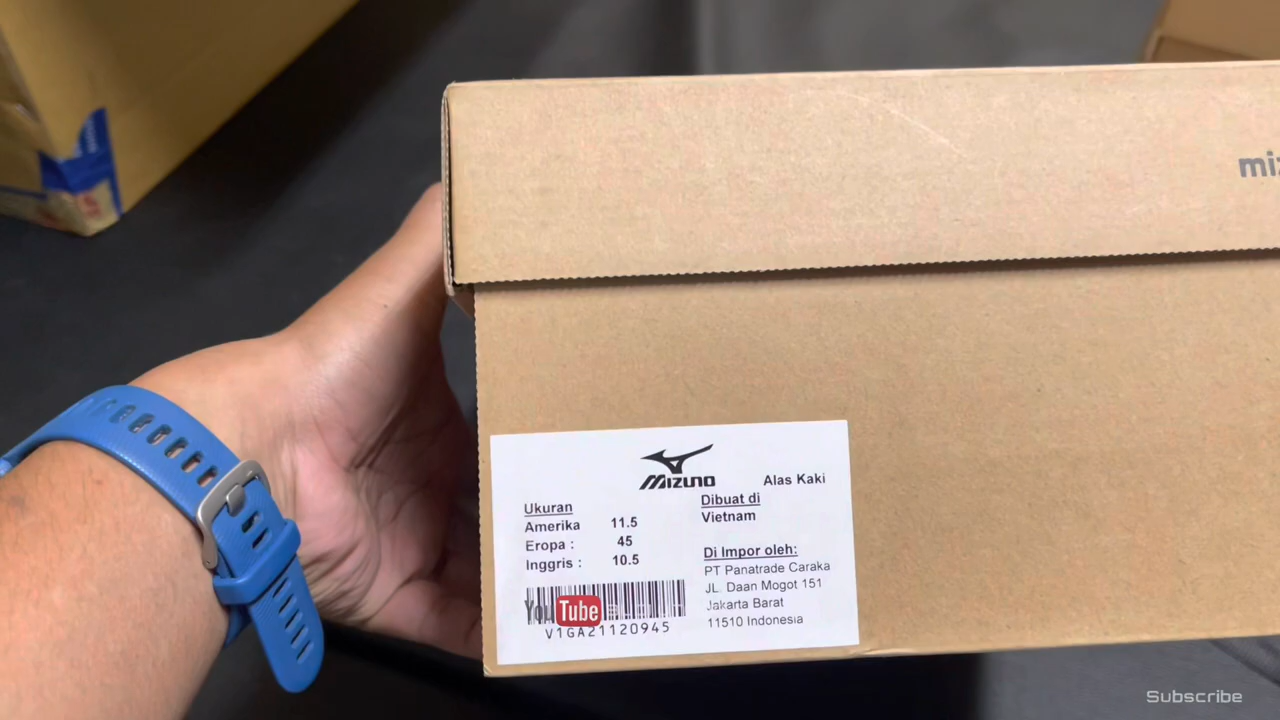 miz
MIZUNO
Alas Kaki
Ukuran
Amerika 11.5
Eropa : 45
Inggris : 10.5
Dibuat di
Vietnam
Di Impor oleh:
PT Panatrade Caraka
JL. Daan Mogot 151
Jakarta Barat
11510 Indonesia
YouTube
V1GA21120945
Subscribe